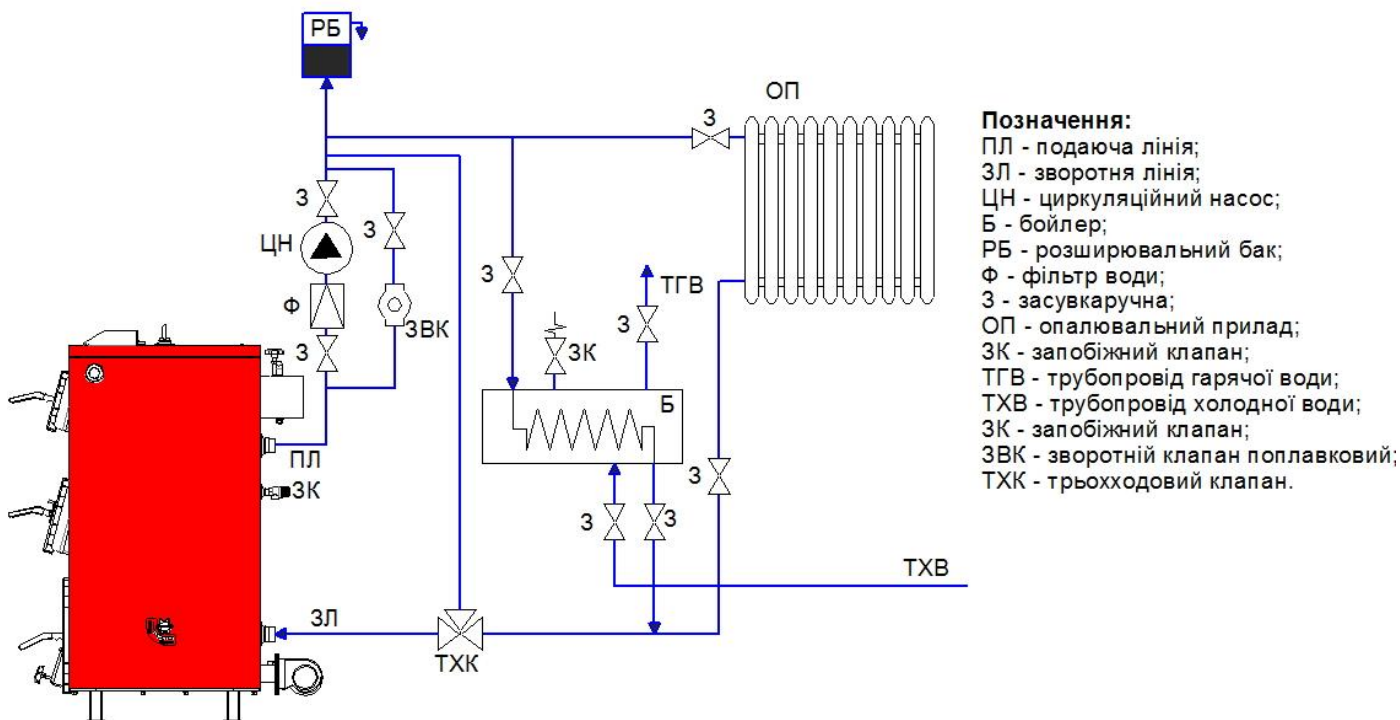 РБ
ОП
З
Позначення:
ПЛ - подаюча лінія;
ЗЛ - зворотня лінія;
ЦН - циркуляційний насос;
Б - бойлер;
РБ - розширювальний бак;
Ф - фільтр води;
З - засувкаручна;
ОП - опалювальний прилад;
ЗК - запобіжний клапан;
ТГВ - трубопровід гарячої води;
ТХВ - трубопровід холодної води;
ЗК - запобіжний клапан;
ЗВК - зворотній клапан поплавковий;
ТХК - трьохходовий клапан.
З
З
ЦН
З
ТГВ
Ф
ЗВК
З
З
ЗК
Б
ПЛ
ЗК
З
З
З
ТХВ
ЗЛ
ТХК